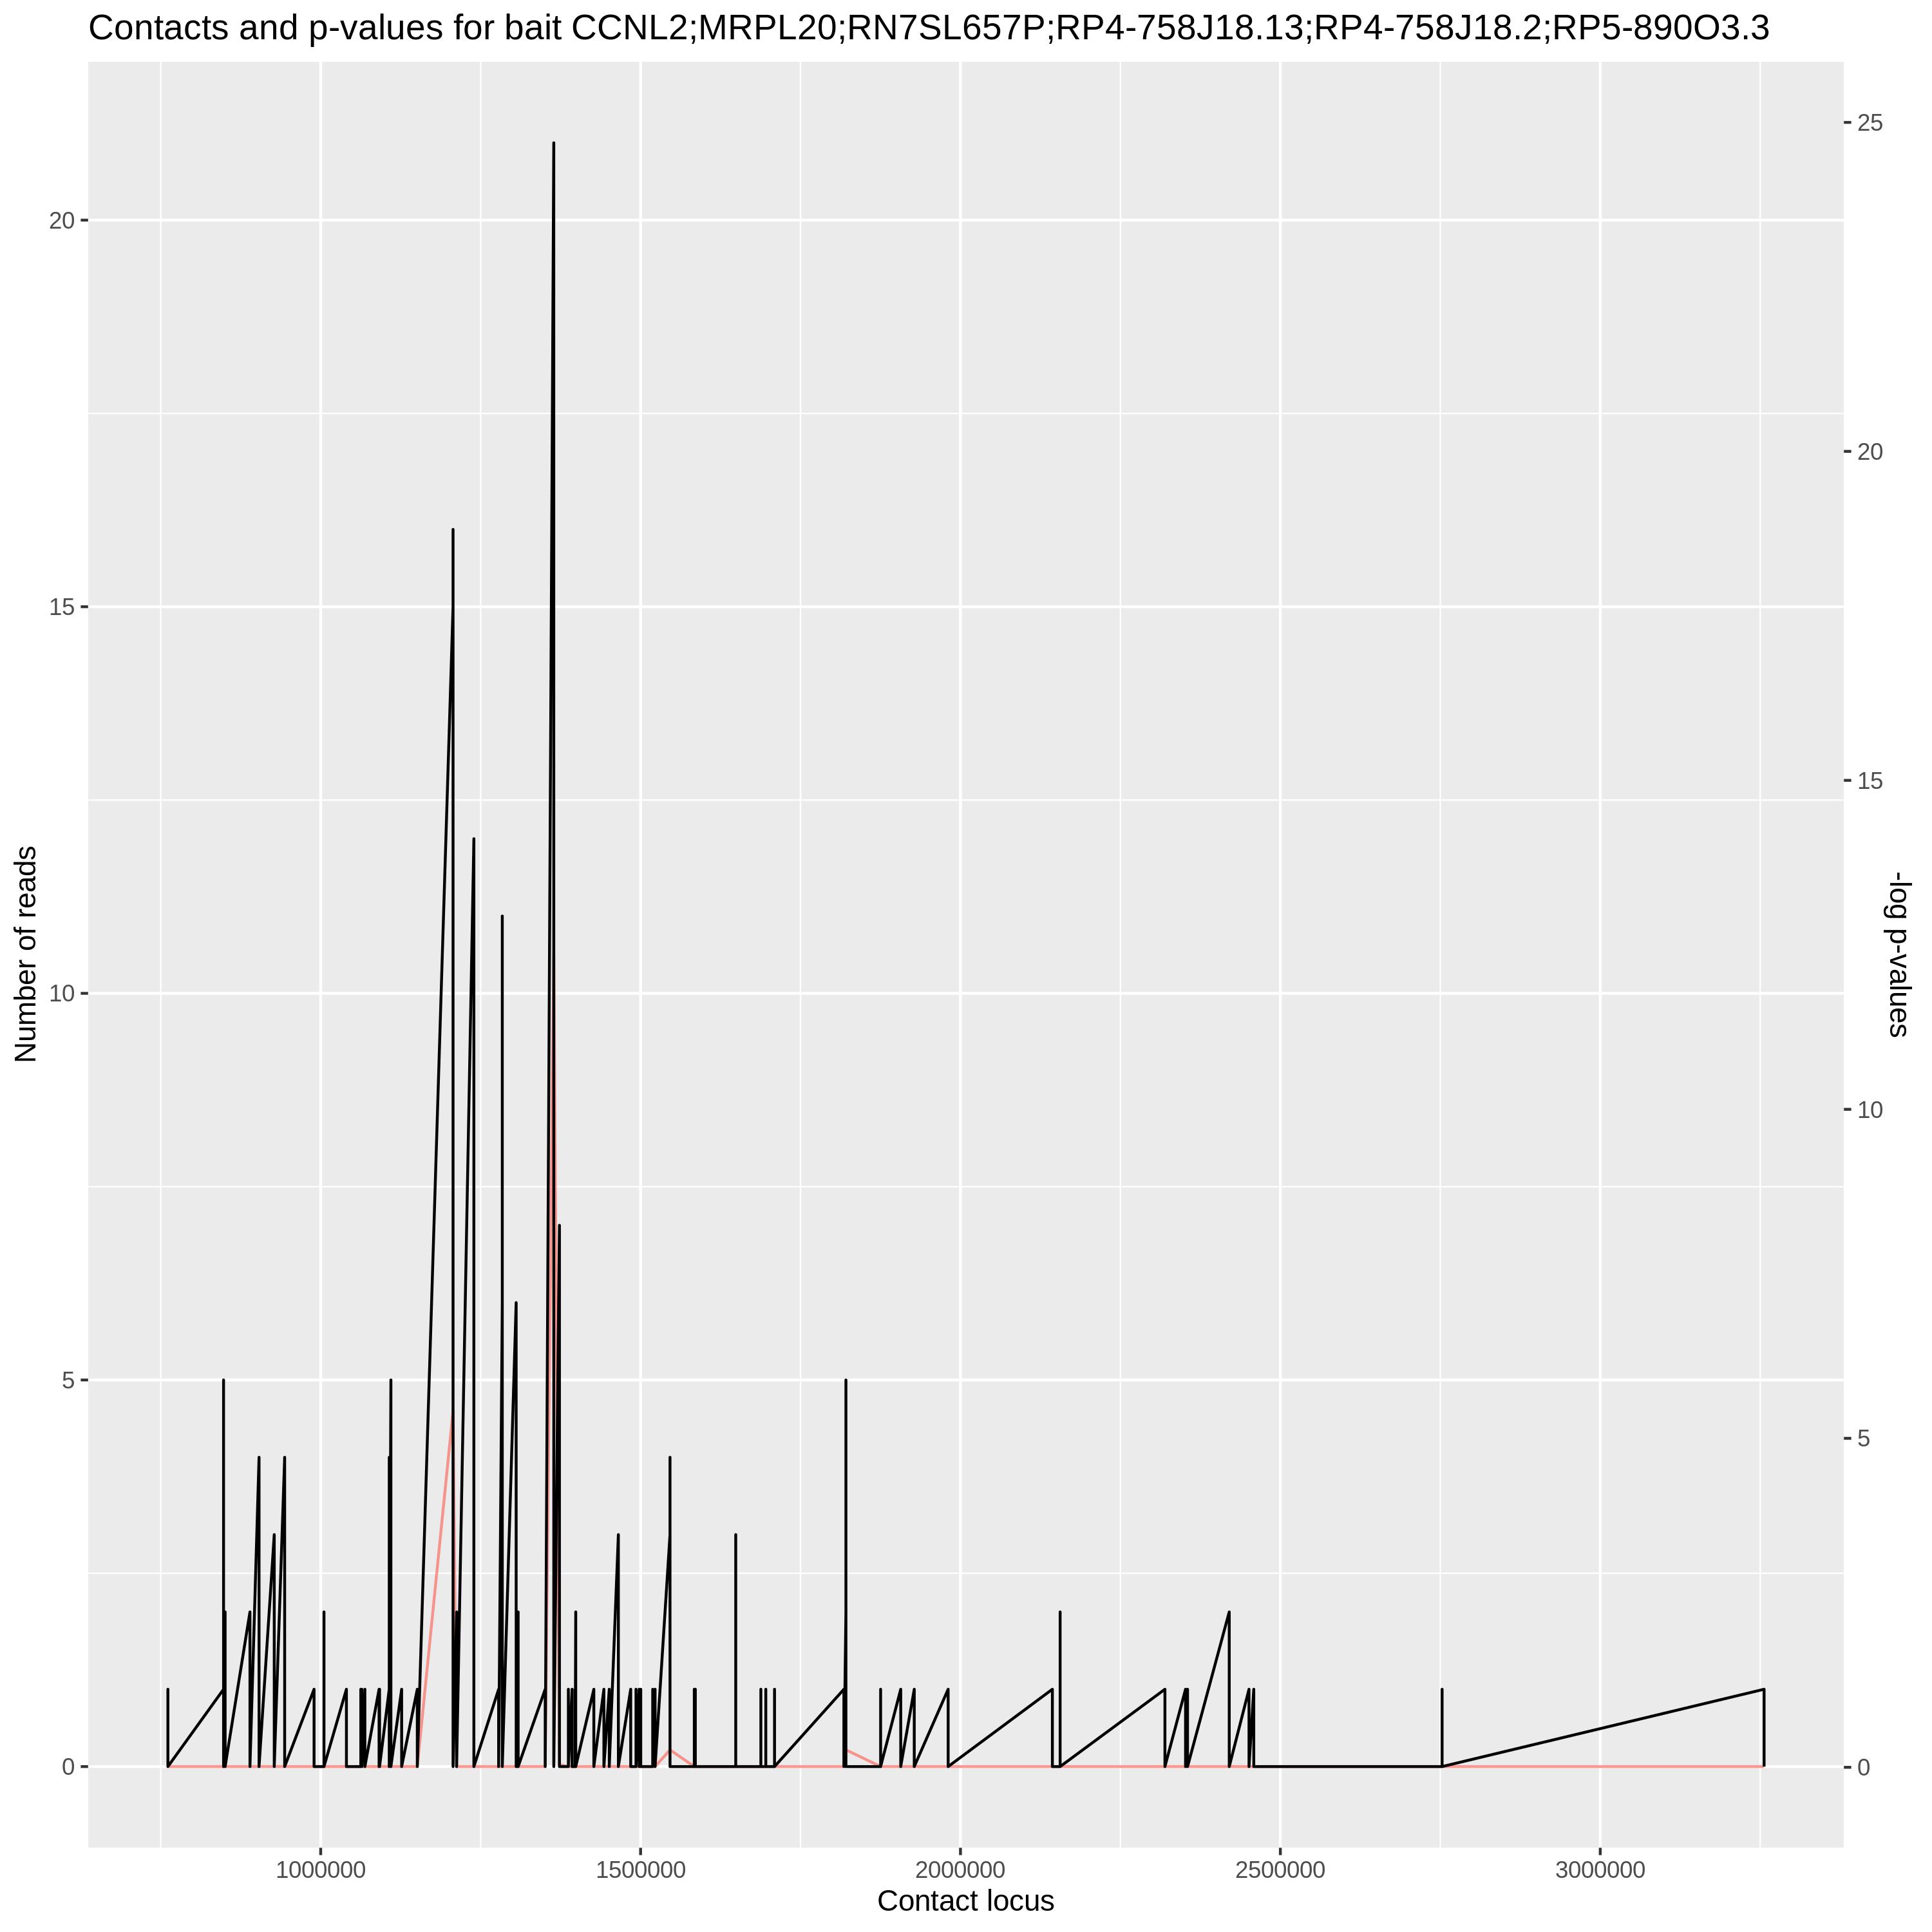 Contacts and p-values for bait CCNL2;MRPL20;RN7SL657P;RP4-758J18.13;RP4-758J18.2;RP5-890O3.3
Number of reads
20
15
10
5
0
25
20
15
10
5
0
-log p-values
1000000 1500000 2000000 2500000 3000000
Contact locus